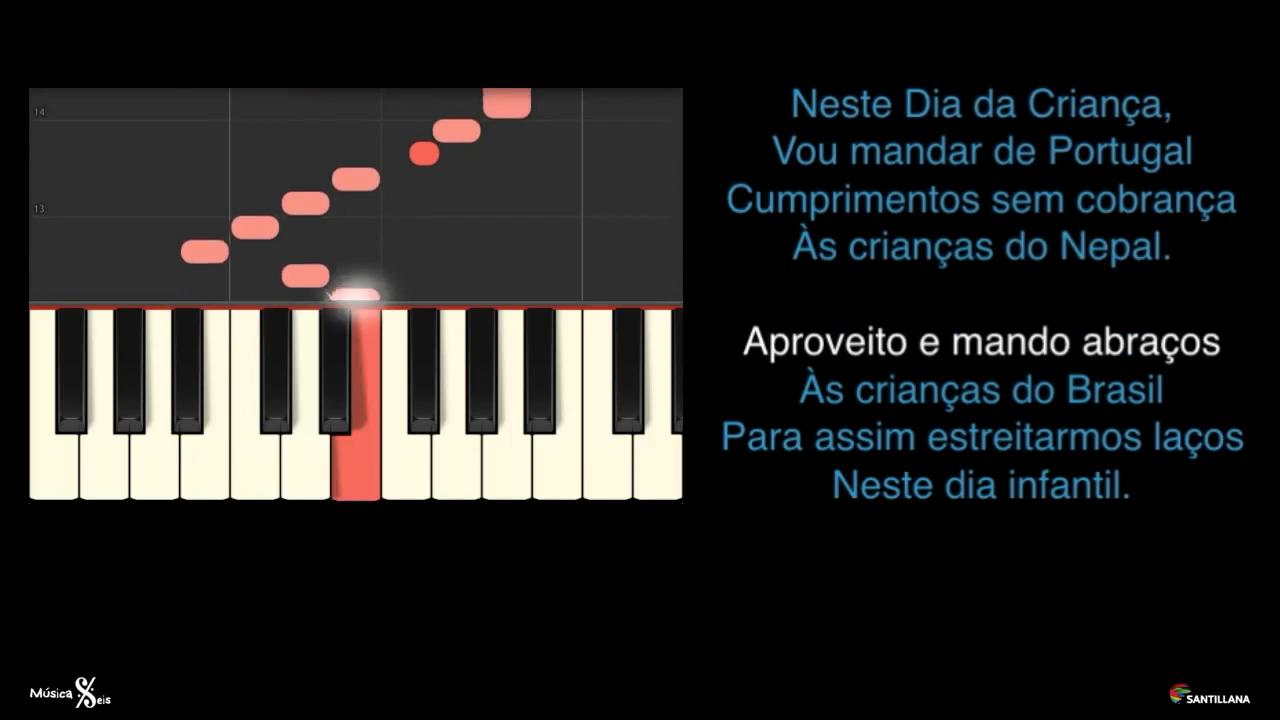 14
13
Neste Dia da Criança,
Vou mandar de Portugal
Cumprimentos sem cobrança
Às crianças do Nepal.
Aproveito e mando abraços
Às crianças do Brasil
Para assim estreitarmos laços
Neste dia infantil.
Música Seis
SANTILLANA